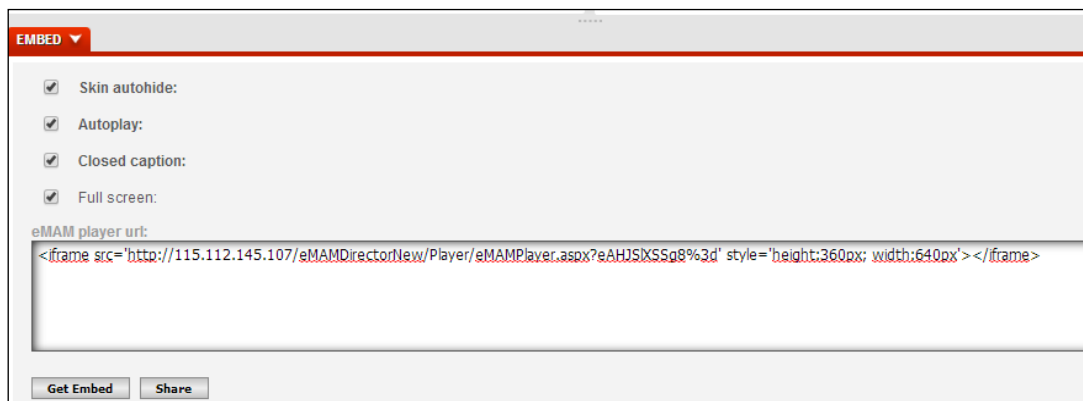 EMBED
Skin autohide:
Autoplay:
Closed caption:
Full screen:
eMAM player url:
<iframe src='http://115.112.145.107/eMAMDirectorNew/Player/eMAMPlayer.aspx?eAHJSlXSSg8%3d' style='height:360px; width:640px'></iframe>
Get Embed Share